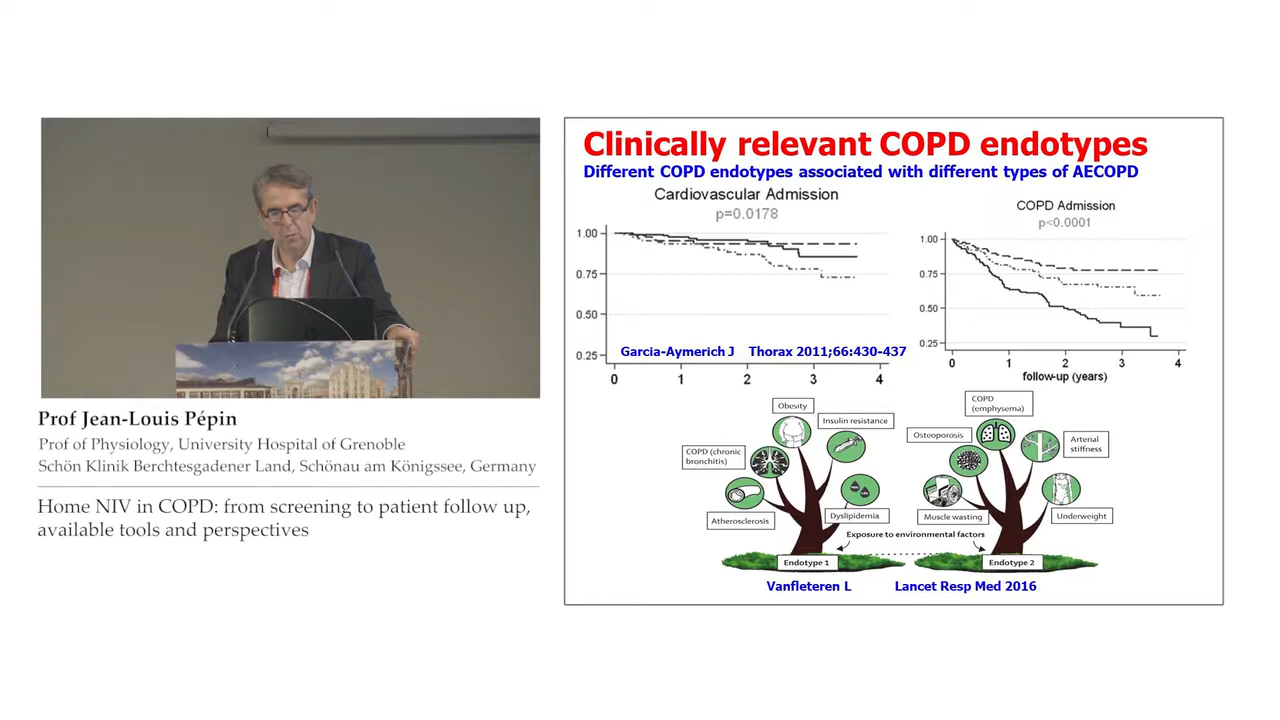 Prof Jean-Louis Pépin
Prof of Physiology, University Hospital of Grenoble
Schön Klinik Berchtesgadener Land, Schönau am Königssee, Germany
Home NIV in COPD: from screening to patient follow up,
available tools and perspectives
Clinically relevant COPD endotypes
Different COPD endotypes associated with different types of AECOPD
Cardiovascular Admission
p=0.0178
1.00
0.75
0.50
0.25
0 1 2 3 4
Garcia-Aymerich J Thorax 2011;66:430-437
COPD Admission
p<0.0001
1.00
0.75
0.50
0.25
0 1 2 3 4
follow-up (years)
Obesity
Insulin resistance
COPD (chronic
bronchitis)
Atherosclerosis
Dyslipidemia
Endotype 1
COPD
(emphysema)
Osteoporosis
Arterial
stiffness
Muscle wasting
Underweight
Exposure to environmental factors
Endotype 2
Vanfleteren L Lancet Resp Med 2016